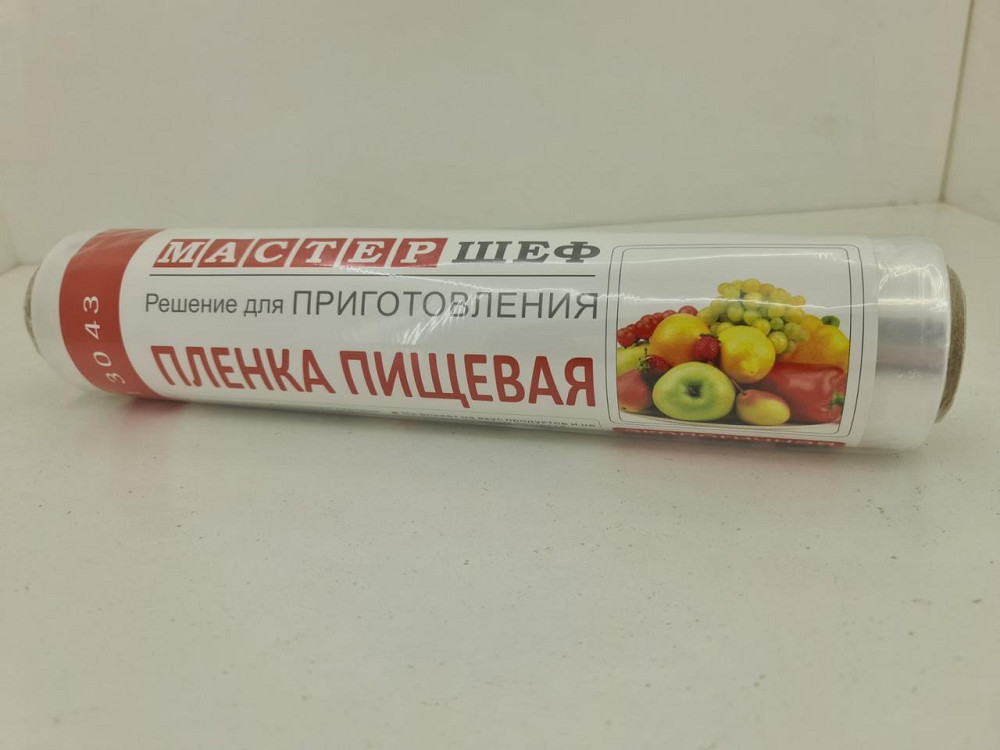 МАСТЕР ШЕФ
Решение для ПРИГОТОВЛЕНИЯ
ПЛЕНКА ПИЩЕВАЯ
3043